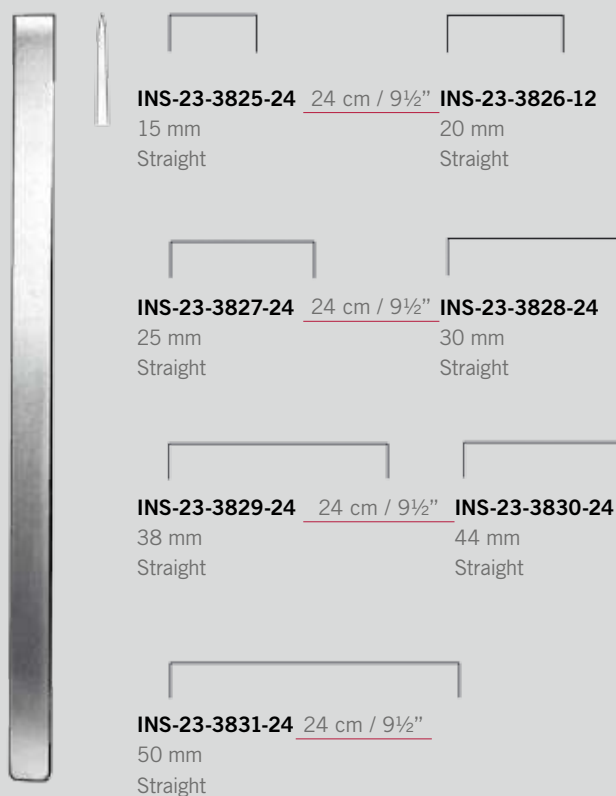 INS-23-3825-24 24 cm / 9½” INS-23-3826-12
15 mm 20 mm
Straight Straight
INS-23-3827-24 24 cm / 9½” INS-23-3828-24
25 mm 30 mm
Straight Straight
INS-23-3829-24 24 cm / 9½” INS-23-3830-24
38 mm 44 mm
Straight Straight
INS-23-3831-24 24 cm / 9½”
50 mm
Straight